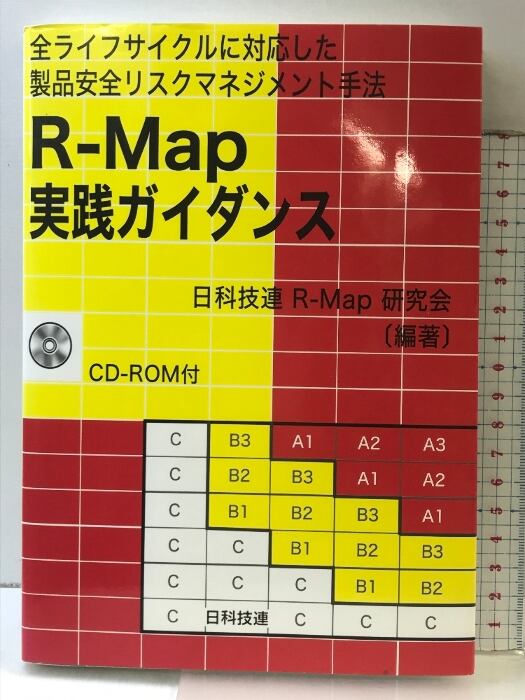 全ライフサイクルに対応した
製品安全リスクマネジメント手法
R-Map
実践ガイダンス
日科技連 R-Map 研究会
〔編著〕
CD-ROM付
C B3 A1 A2 A3
C B2 B3 A1 A2
C B1 B2 B3 A1
C C B1 B2 B3
C C C B1 B2
C 日科技連 C C C